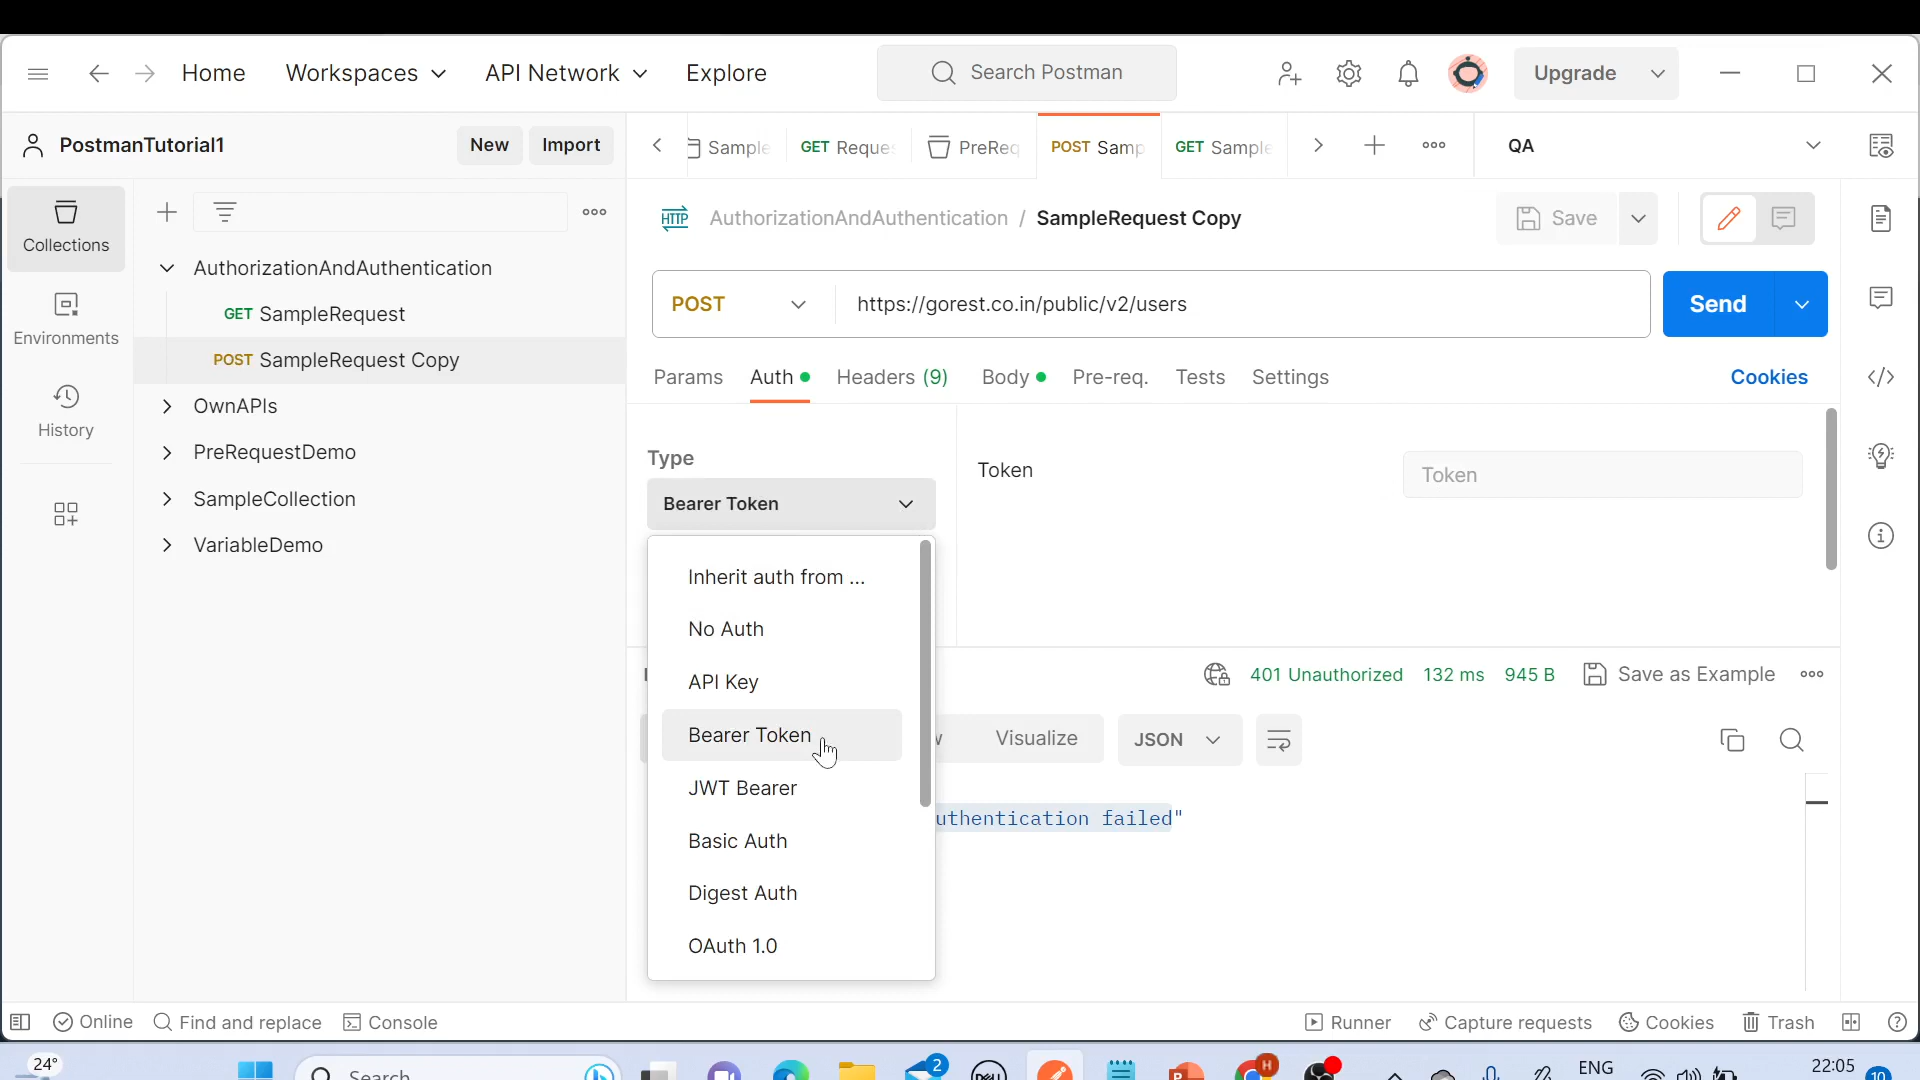 Home
Workspaces
API Network
Explore
Search Postman
Upgrade
PostmanTutorial1
New
Import
Sample
GET Reques
PreReq
POST Samp
GET Sample
QA
Collections
Environments
History
AuthorizationAndAuthentication
GET SampleRequest
POST SampleRequest Copy
OwnAPIs
PreRequestDemo
SampleCollection
VariableDemo
HTTP AuthorizationAndAuthentication / SampleRequest Copy
Save
POST
https://gorest.co.in/public/v2/users
Send
Params
Auth
Headers (9)
Body
Pre-req.
Tests
Settings
Cookies
Type
Bearer Token
Token
Token
Inherit auth from ...
No Auth
API Key
Bearer Token
JWT Bearer
Basic Auth
Digest Auth
OAuth 1.0
401 Unauthorized 132 ms 945 B
Save as Example
Visualize
JSON
uthentication failed"
Online
Find and replace
Console
Runner
Capture requests
Cookies
Trash
24°
Search
2
DELL
H
ENG
22:05
10